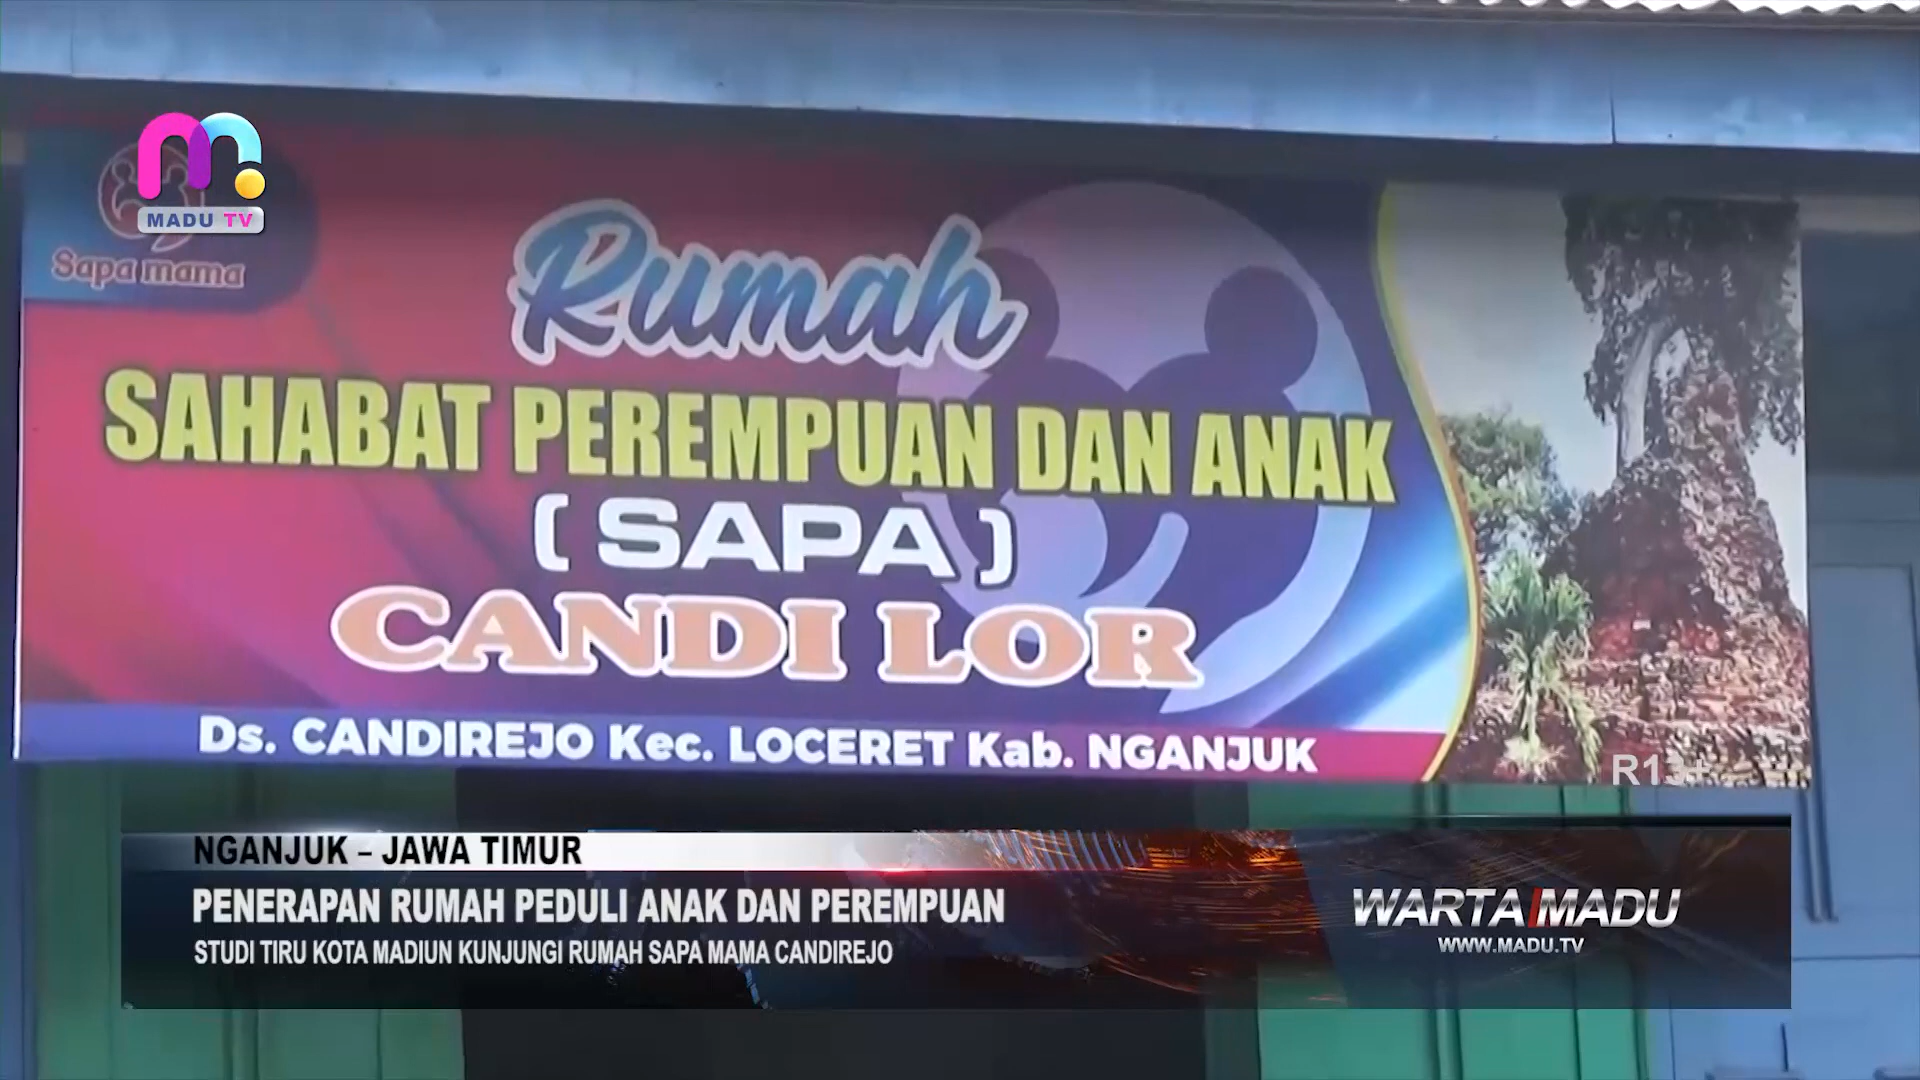 MADU TV
Sapa mama
Rumah
SAHABAT PEREMPUAN DAN ANAK
( SAPA )
CANDI LOR
Ds. CANDIREJO Kec. LOCERET Kab. NGANJUK
R13+
NGANJUK – JAWA TIMUR
PENERAPAN RUMAH PEDULI ANAK DAN PEREMPUAN
STUDI TIRU KOTA MADIUN KUNJUNGI RUMAH SAPA MAMA CANDIREJO
WARTA MADU
WWW.MADU.TV